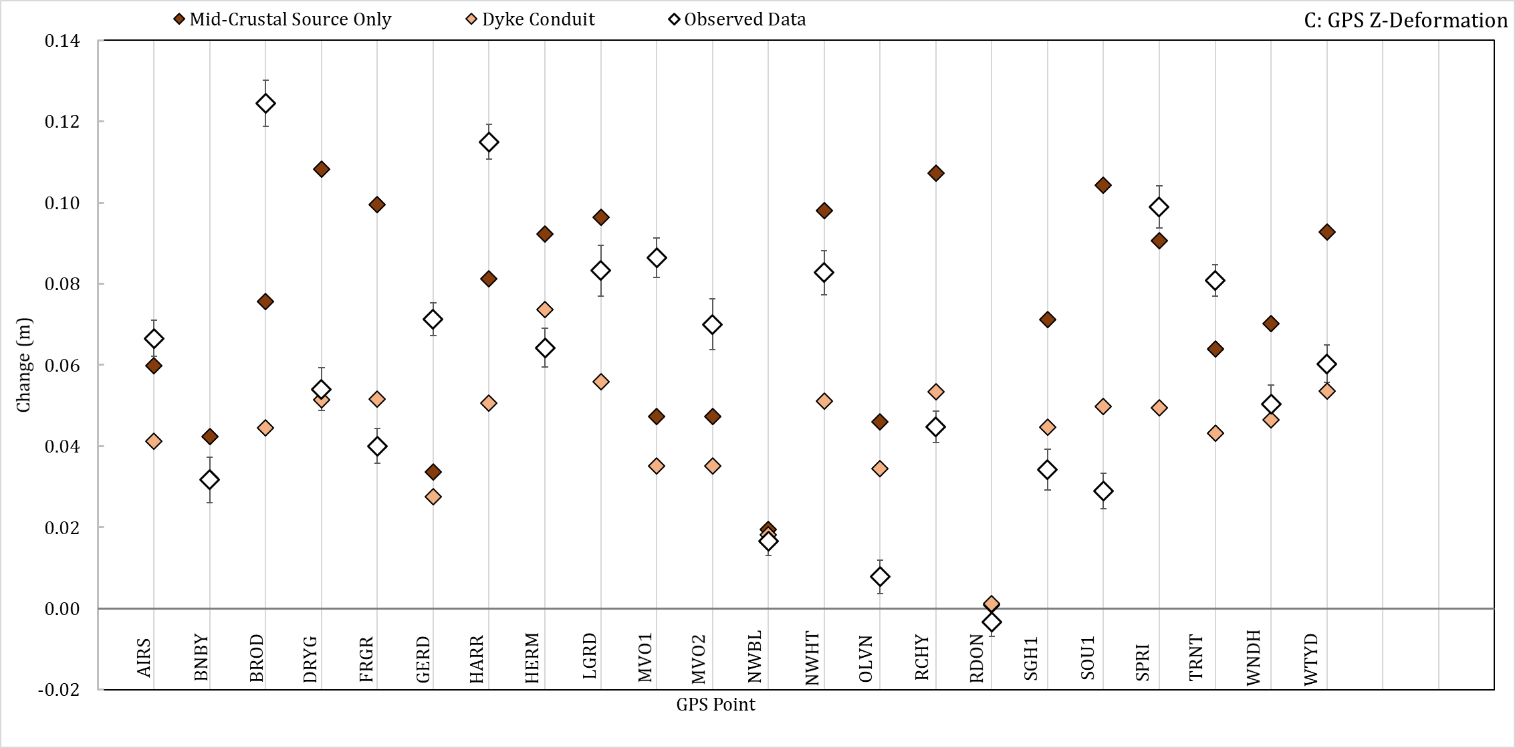 Mid-Crustal Source Only Dyke Conduit Observed Data C: GPS Z-Deformation
0.14
0.12
0.10
0.08
0.06
0.04
0.02
0.00
-0.02
Change (m)
AIRS BNBY BROD DRYG FRGR GERD HARR HERM LGRD MVO1 MVO2 NWBL NWHT OLVN RCHY RDON SGH1 SOU1 SPRI TRNT WNDH WTYD
GPS Point